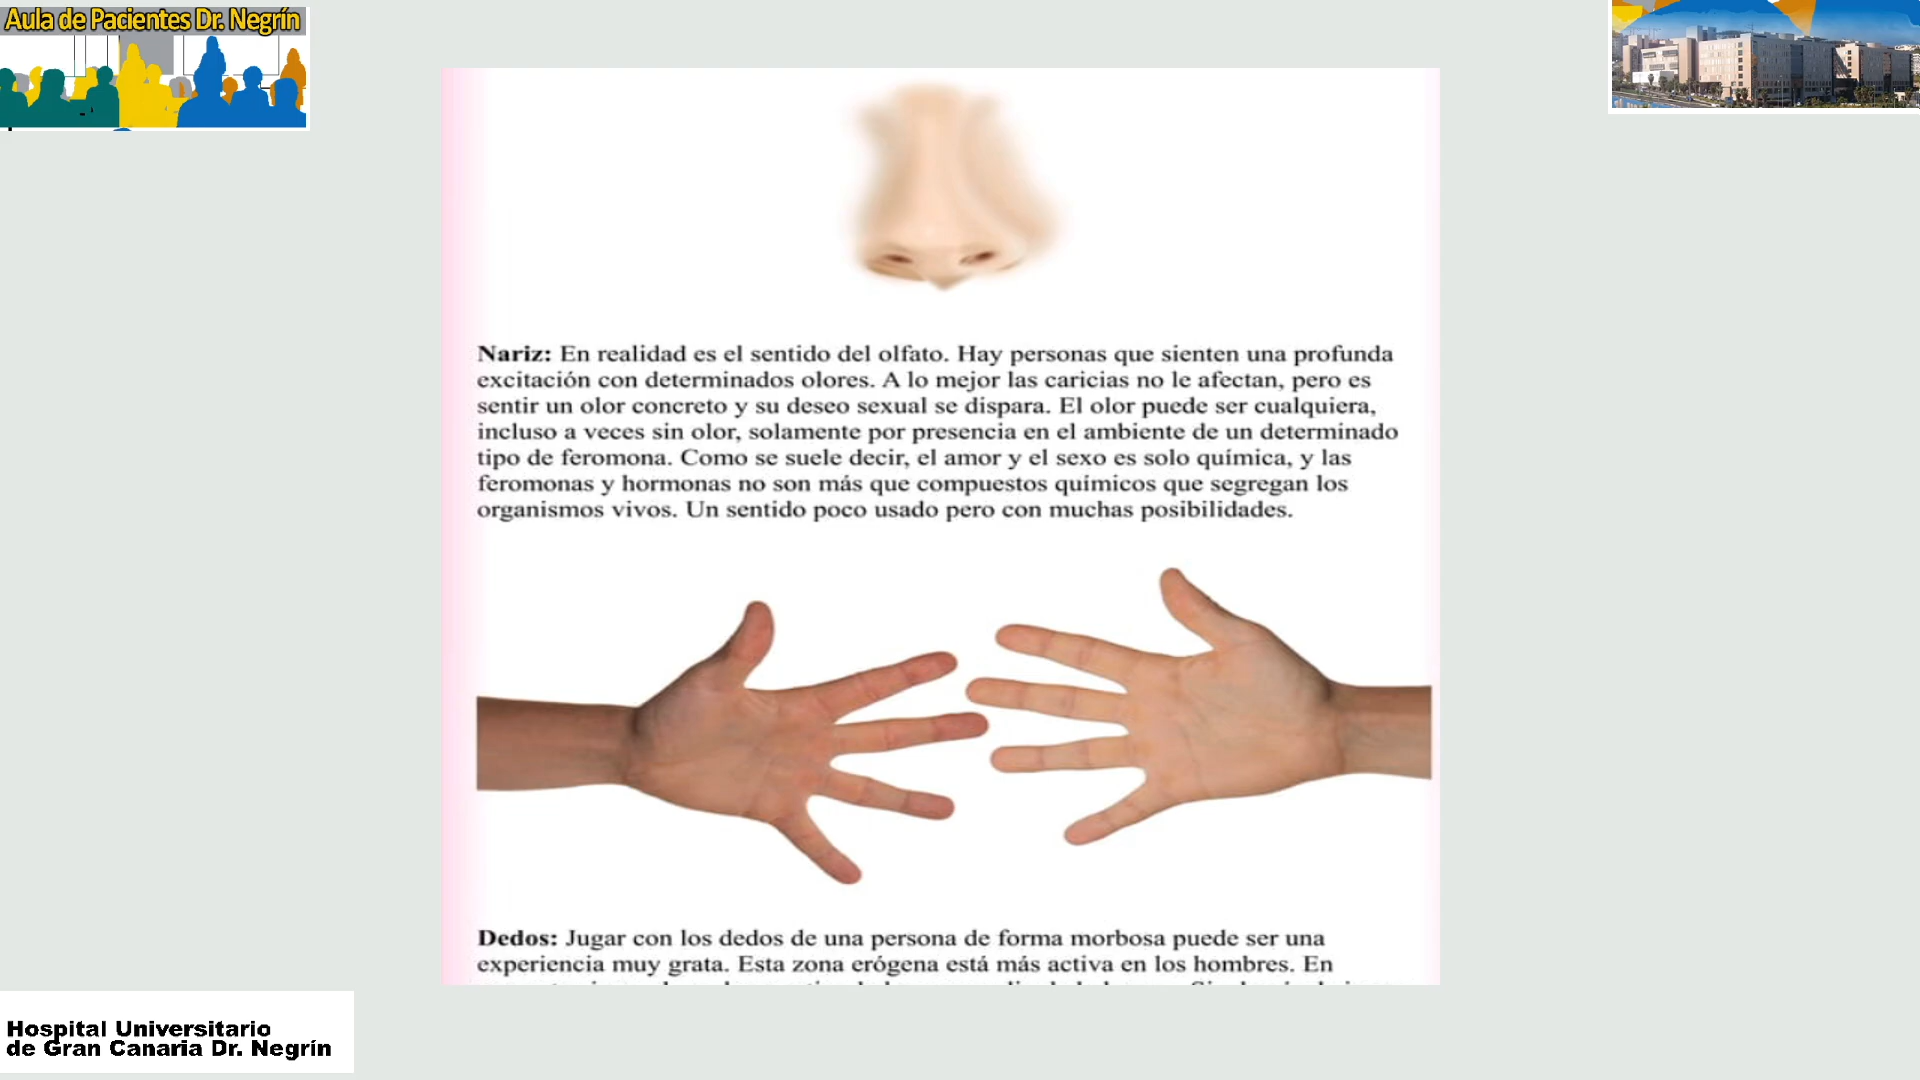 Aula de Pacientes Dr. Negrín
Nariz: En realidad es el sentido del olfato. Hay personas que sienten una profunda
excitación con determinados olores. A lo mejor las caricias no le afectan, pero es
sentir un olor concreto y su deseo sexual se dispara. El olor puede ser cualquiera,
incluso a veces sin olor, solamente por presencia en el ambiente de un determinado
tipo de feromona. Como se suele decir, el amor y el sexo es solo química, y las
feromonas y hormonas no son más que compuestos químicos que segregan los
organismos vivos. Un sentido poco usado pero con muchas posibilidades.
Dedos: Jugar con los dedos de una persona de forma morbosa puede ser una
experiencia muy grata. Esta zona erógena está más activa en los hombres. En
Hospital Universitario
de Gran Canaria Dr. Negrín